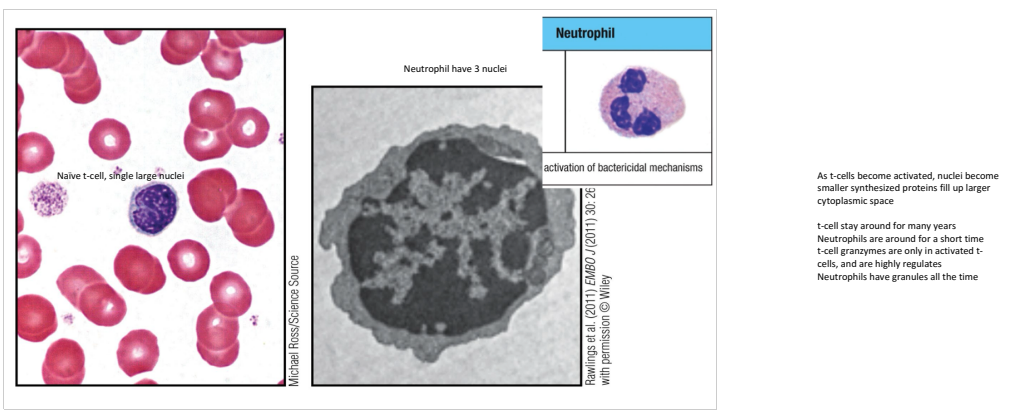 Neutrophil
Neutrophil have 3 nuclei
activation of bactericidal mechanisms
Naïve t-cell, single large nuclei
Michael Ross/Science Source
Rawlings et al. (2011) EMBO J (2011) 30: 26
with permission © Wiley
As t-cells become activated, nuclei become
smaller synthesized proteins fill up larger
cytoplasmic space
t-cell stay around for many years
Neutrophils are around for a short time
t-cell granzymes are only in activated t-
cells, and are highly regulates
Neutrophils have granules all the time